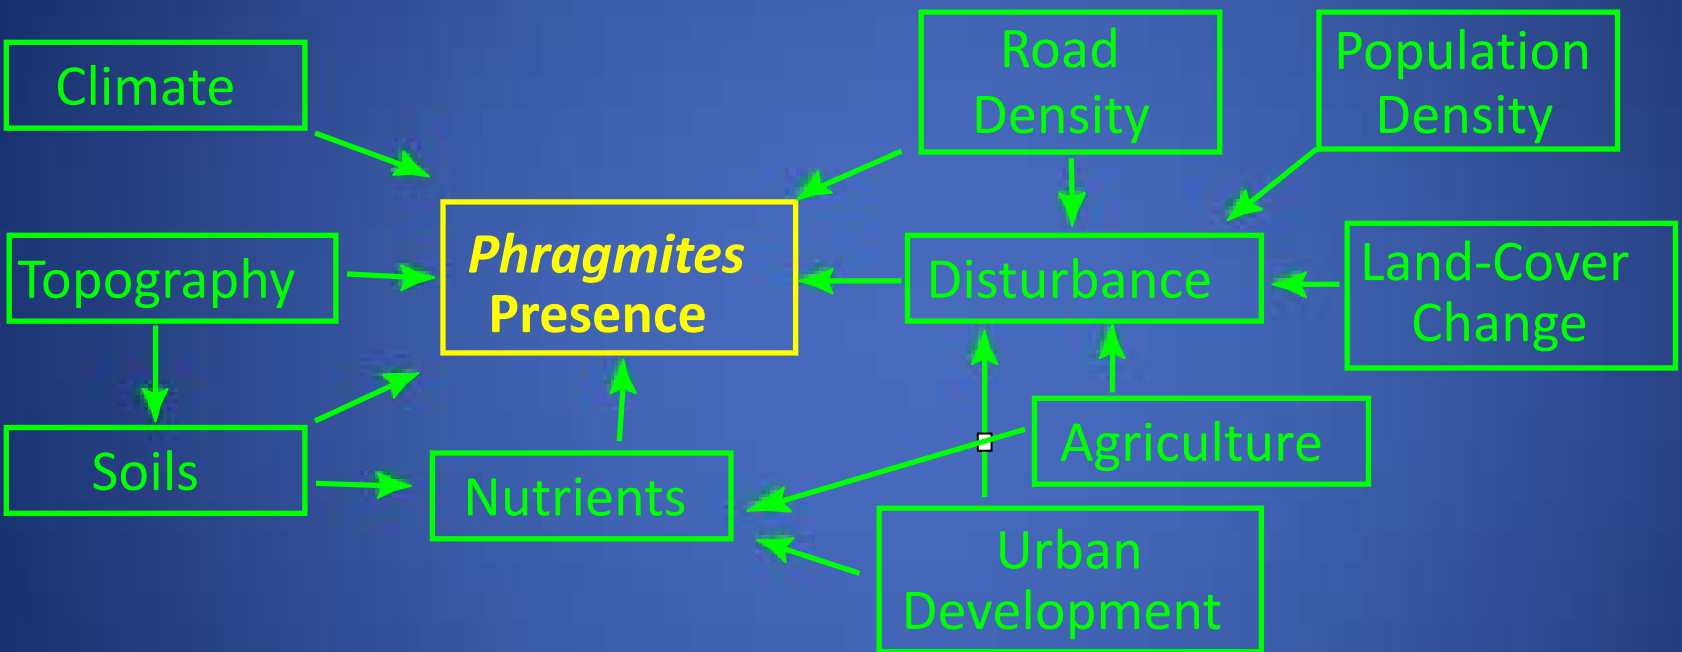 Climate
Road
Density
Population
Density
Phragmites
Presence
Topography
Disturbance
Land-Cover
Change
Soils
Nutrients
Agriculture
Urban
Development